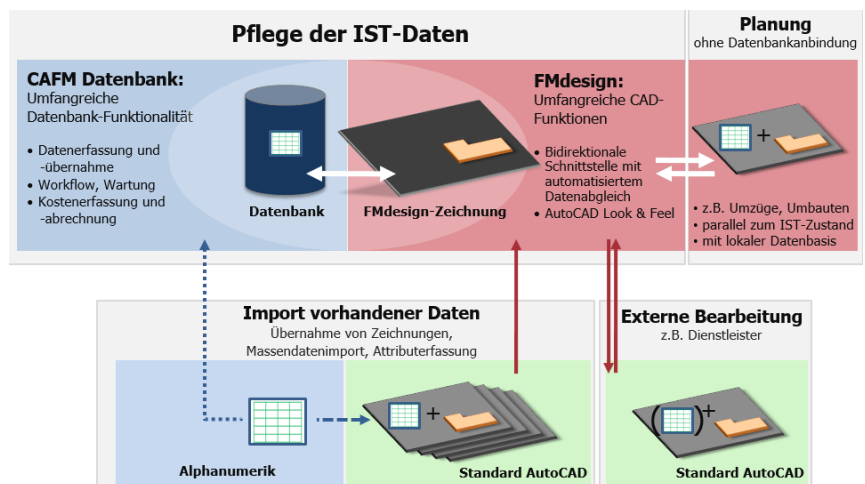 Pflege der IST-Daten
CAFM Datenbank:
Umfangreiche
Datenbank-Funktionalität
• Datenerfassung und
-übernahme
• Workflow, Wartung
• Kostenerfassung und
-abrechnung
Datenbank
FMdesign-Zeichnung
FMdesign:
Umfangreiche CAD-
Funktionen
• Bidirektionale
Schnittstelle mit
automatisiertem
Datenabgleich
• AutoCAD Look & Feel
Planung
ohne Datenbankanbindung
+
• z.B. Umzüge, Umbauten
• parallel zum IST-Zustand
• mit lokaler Datenbasis
Import vorhandener Daten
Übernahme von Zeichnungen,
Massendatenimport, Attributerfassung
Alphanumerik
+
Standard AutoCAD
Externe Bearbeitung
z.B. Dienstleister
( )+
Standard AutoCAD